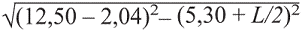 √(12,50 – 2,04)²– (5,30 + L/2)²